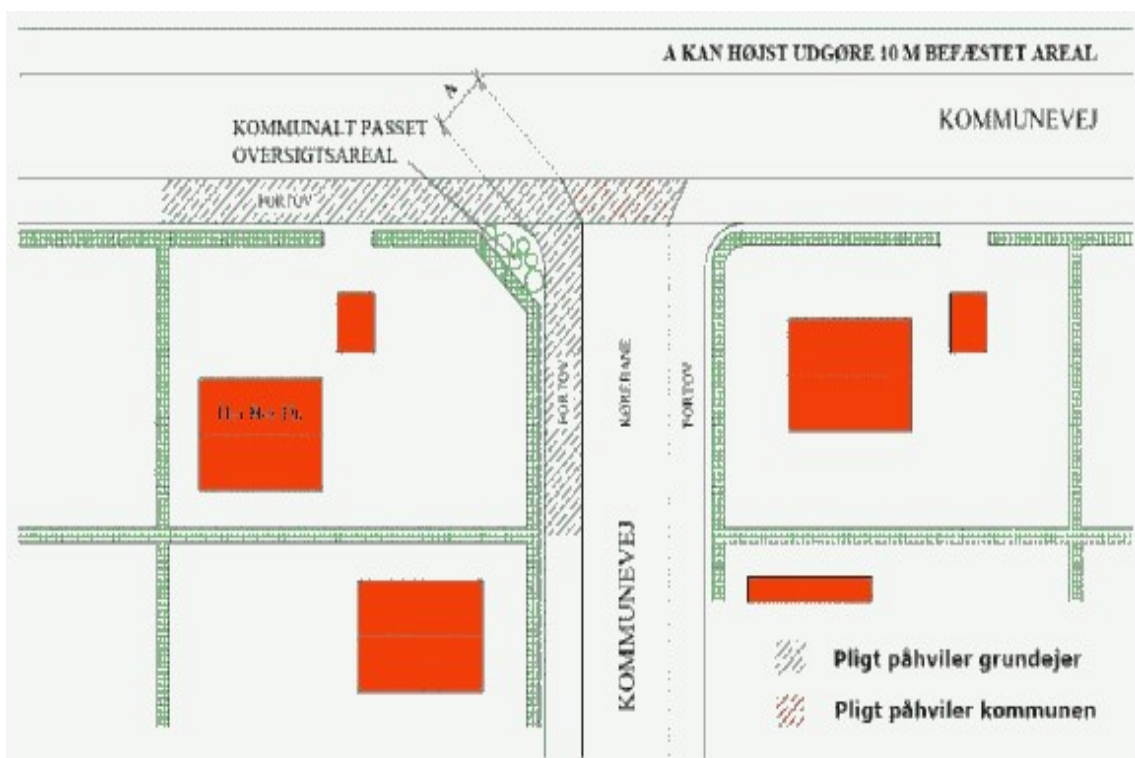 A KAN HØJST UDGØRE 10 M BEFÆSTET AREAL
KOMMUNEVEJ
A
KOMMUNALT PASSET
OVERSIGTSAREAL
FORTOV
FORTOV
KØREBANE
FORTOV
KOMMUNEVEJ
Pligt påhviler grundejer
Pligt påhviler kommunen